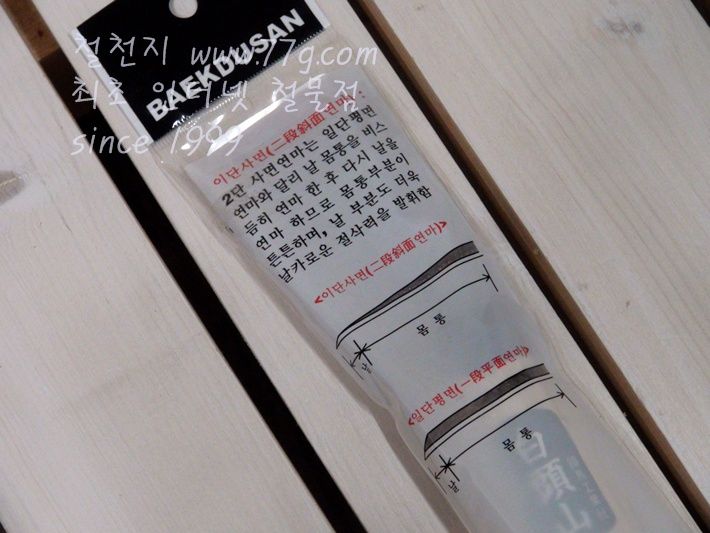 철천지 www.77g.com
최초 인터넷 철물점
since 1999
BAEKDUSAN
이단사면(二段斜面연마) :
2단 사면연마는 일단평면
연마와 달리 날 몸통을 비스
듬히 연마 한 후 다시 날을
연마 하므로 몸통부분이
튼튼하며, 날 부분도 더욱
날카로운 절사력을 발휘함
<이단사면(二段斜面연마)>
몸 통
날
<일단평면(一段平面연마)>
몸 통
날
白頭山